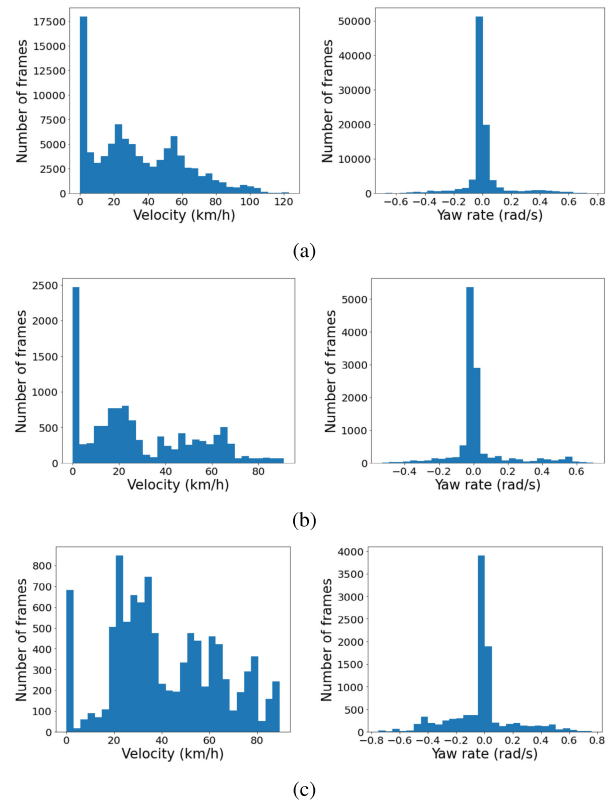 17500
15000
12500
10000
7500
5000
2500
0
Number of frames
0 20 40 60 80 100 120
Velocity (km/h)
50000
40000
30000
20000
10000
0
Number of frames
−0.6 −0.4 −0.2 0.0 0.2 0.4 0.6 0.8
Yaw rate (rad/s)
(a)
2500
2000
1500
1000
500
0
Number of frames
0 20 40 60 80
Velocity (km/h)
5000
4000
3000
2000
1000
0
Number of frames
−0.4 −0.2 0.0 0.2 0.4 0.6
Yaw rate (rad/s)
(b)
800
700
600
500
400
300
200
100
0
Number of frames
0 20 40 60 80
Velocity (km/h)
4000
3500
3000
2500
2000
1500
1000
500
0
Number of frames
−0.8 −0.6 −0.4 −0.2 0.0 0.2 0.4 0.6 0.8
Yaw rate (rad/s)
(c)